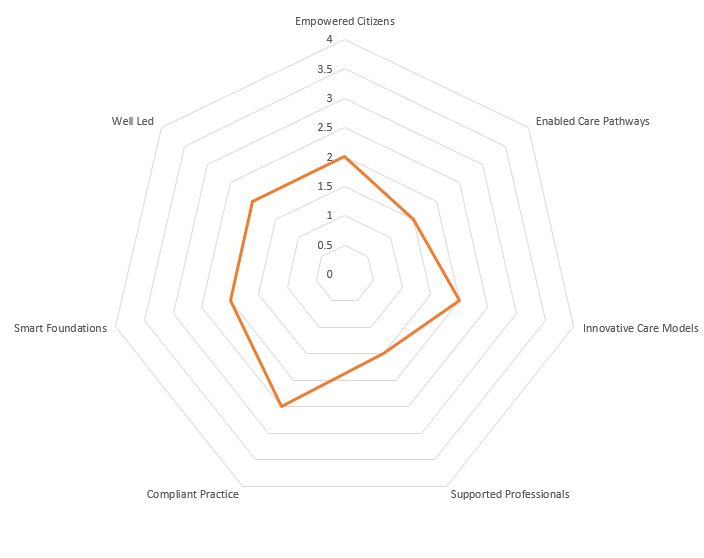 Empowered Citizens
4
3.5
Well Led
Enabled Care Pathways
3
2.5
2
1.5
1
0.5
0
Smart Foundations
Innovative Care Models
Compliant Practice
Supported Professionals